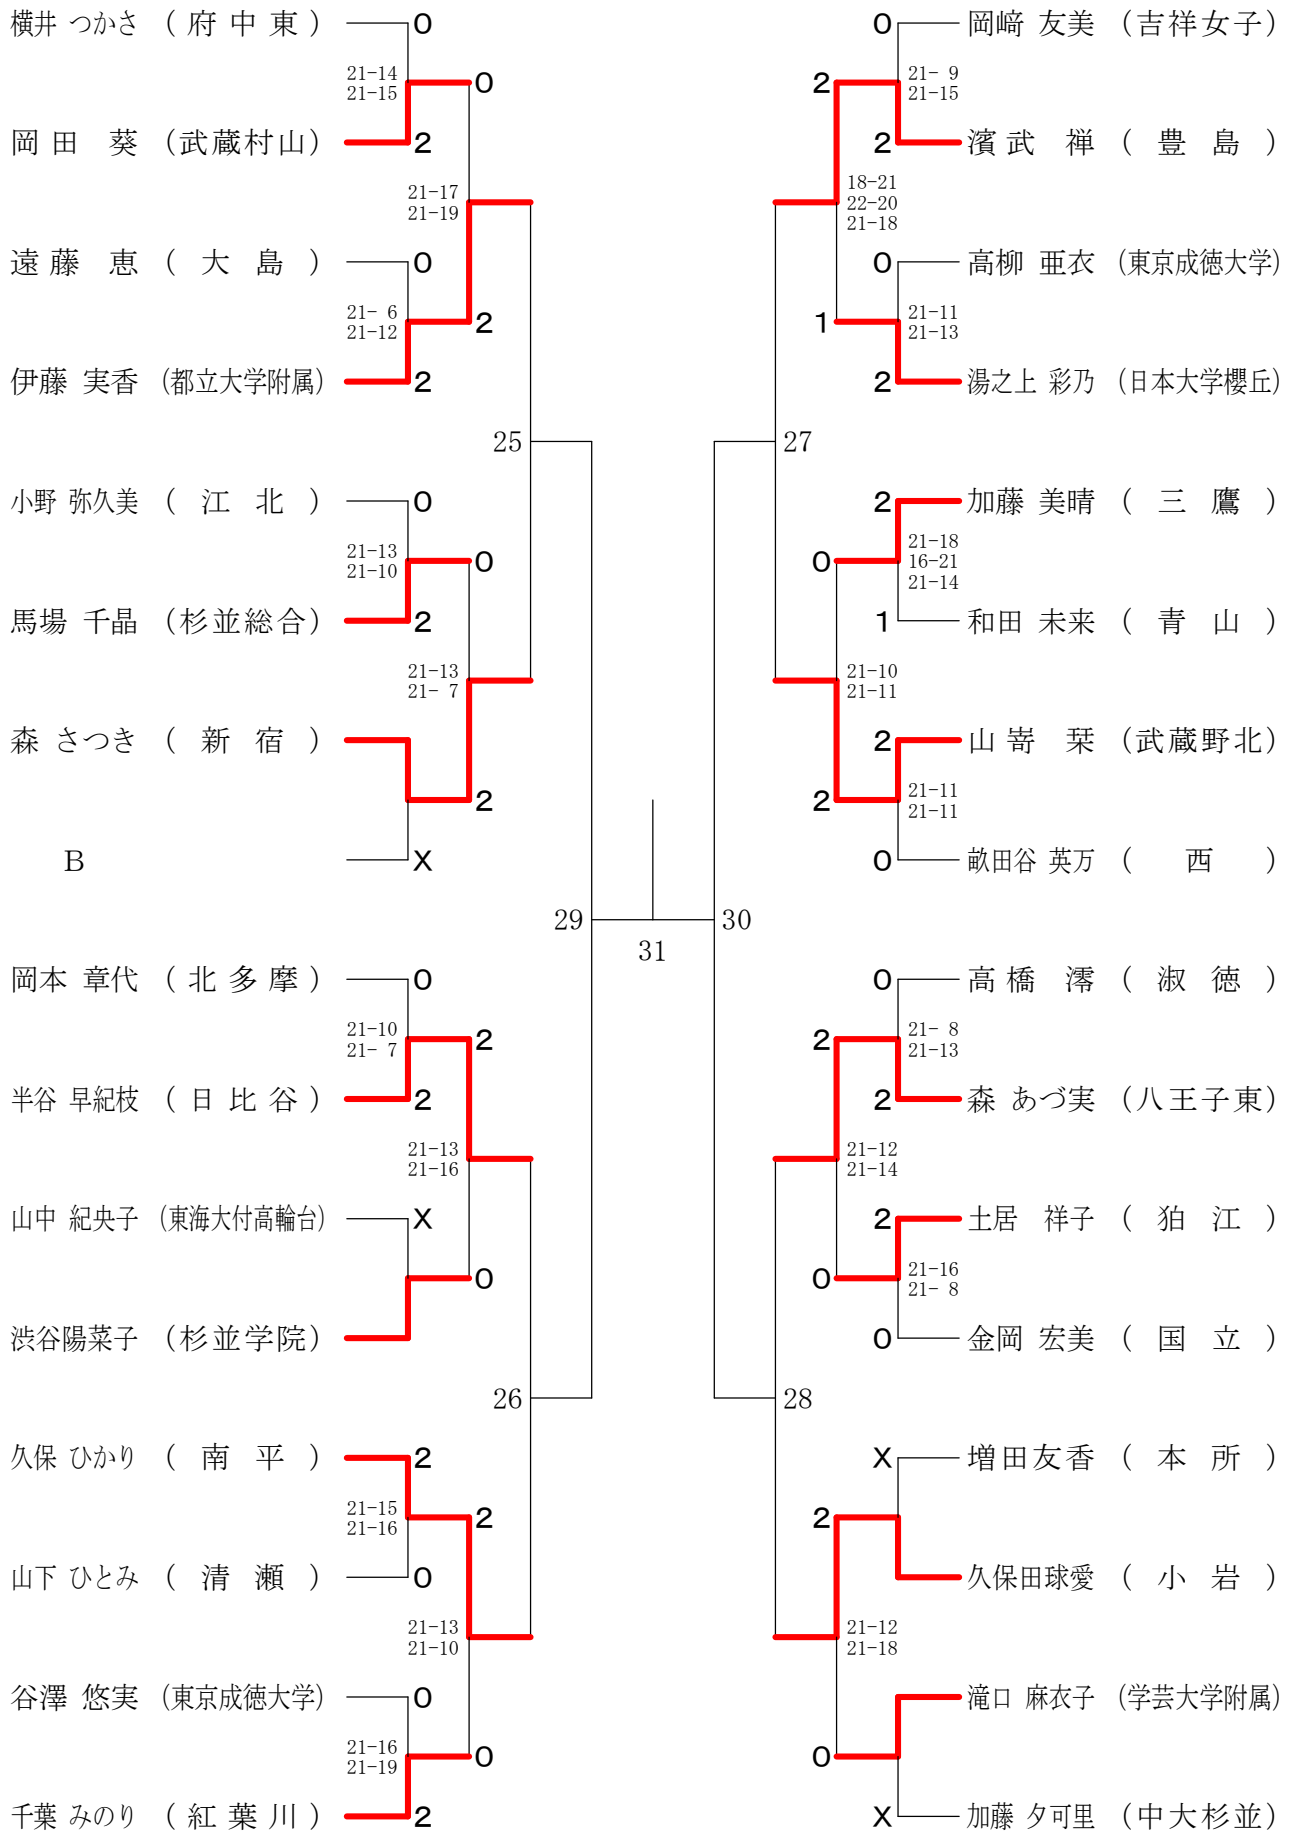 横井 つかさ （府中東） 0
21-14
21-15
0
岡田 葵 （武蔵村山） 2
21-17
21-19
遠藤 恵 （大島） 0
21- 6
21-12
2
伊藤 実香 （都立大学附属） 2
25
小野 弥久美 （江北） 0
21-13
21-10
0
馬場 千晶 （杉並総合） 2
21-13
21- 7
森 さつき （新宿）
2
B X
29
岡本 章代 （北多摩） 0
21-10
21- 7
2
半谷 早紀枝 （日比谷） 2
21-13
21-16
山中 紀央子 （東海大付高輪台） X
0
渋谷陽菜子 （杉並学院）
26
久保 ひかり （南平） 2
21-15
21-16
2
山下 ひとみ （清瀬） 0
21-13
21-10
谷澤 悠実 （東京成徳大学） 0
21-16
21-19
0
千葉 みのり （紅葉川） 2
31
0 岡﨑 友美 （吉祥女子）
2
21- 9
21-15
2 濱武 禅 （豊島）
18-21
22-20
21-18
0 高柳 亜衣 （東京成徳大学）
1
21-11
21-13
2 湯之上 彩乃 （日本大学櫻丘）
27
2 加藤 美晴 （三鷹）
0
21-18
16-21
21-14
1 和田 未来 （青山）
21-10
21-11
2 山嵜 栞 （武蔵野北）
2
21-11
21-11
0 畝田谷 英万 （西）
30
0 高橋 澪 （淑徳）
2
21- 8
21-13
2 森 あづ実 （八王子東）
21-12
21-14
2 土居 祥子 （狛江）
0
21-16
21- 8
0 金岡 宏美 （国立）
28
X 増田友香 （本所）
2
久保田球愛 （小岩）
21-12
21-18
滝口 麻衣子 （学芸大学附属）
0
X 加藤 夕可里 （中大杉並）